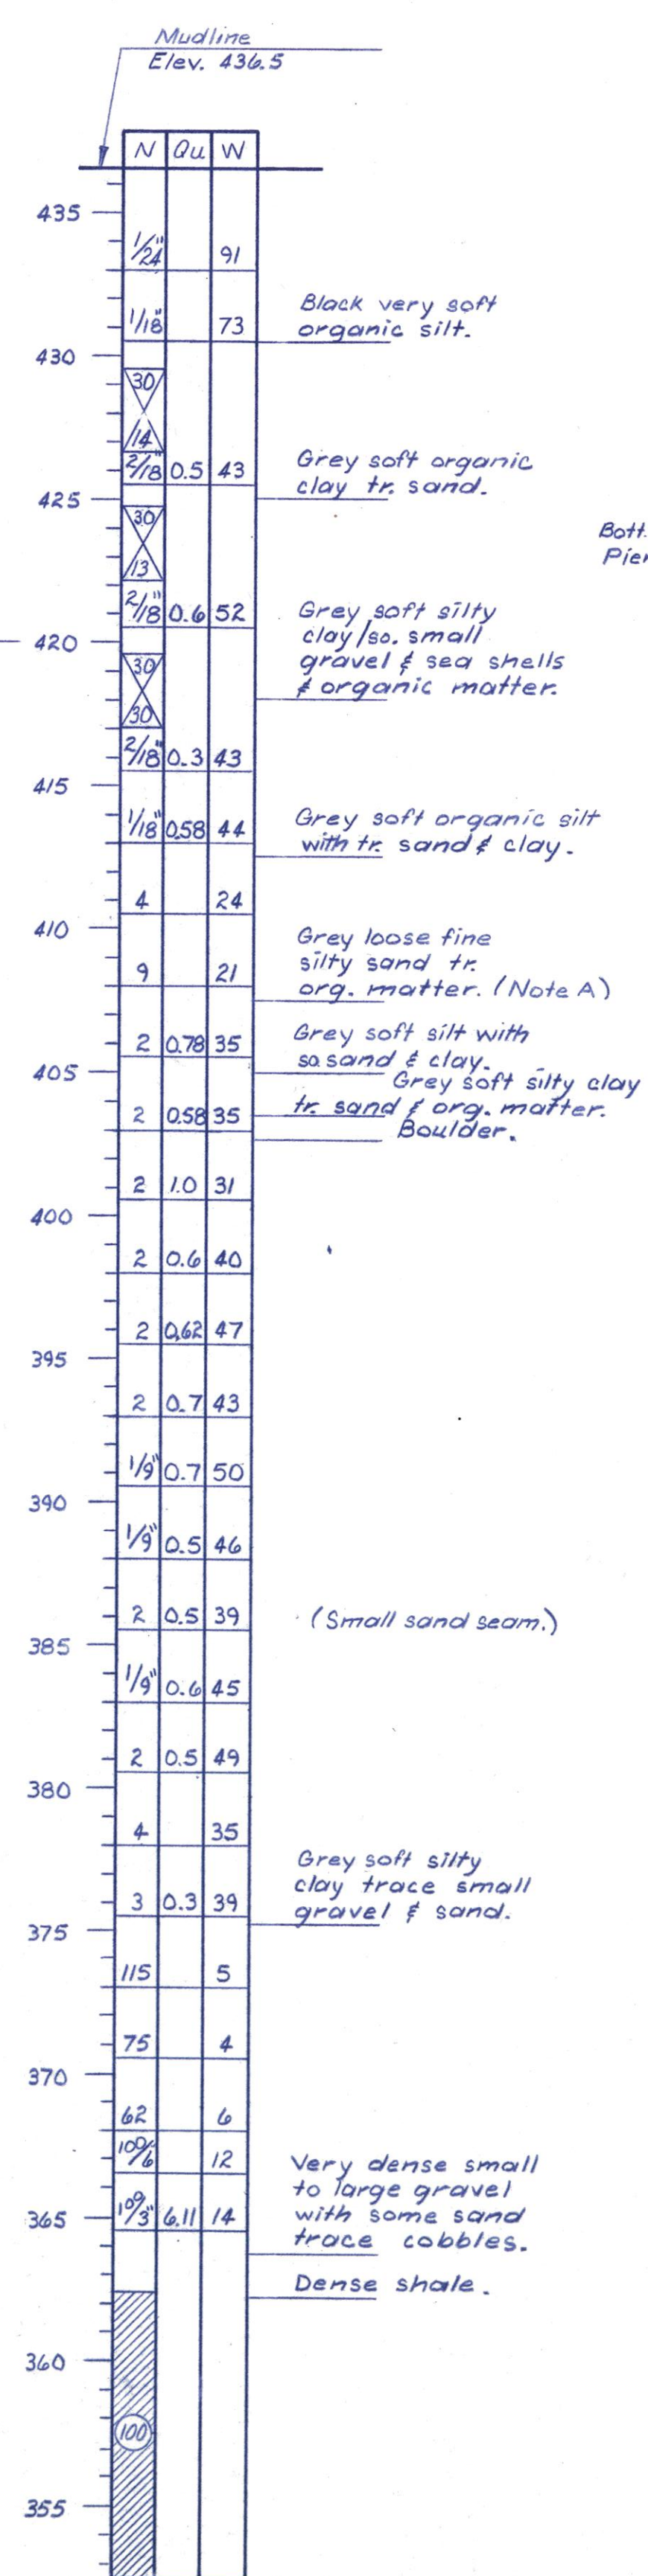 Mudline
Elev. 436.5
N Qu W
435
1/24" 91
1/18" 73
Black very soft
organic silt.
430
30
14
2/18" 0.5 43
Grey soft organic
clay tr. sand.
425
30
13
Bott.
Pier
2/18" 0.6 52
Grey soft silty
clay/so. small
gravel & sea shells
& organic matter.
420
30
30
2/18" 0.3 43
415
1/18" 0.58 44
Grey soft organic silt
with tr. sand & clay.
4 24
410
Grey loose fine
silty sand tr.
org. matter. (Note A)
9 21
2 0.78 35
Grey soft silt with
so. sand & clay.
405
Grey soft silty clay
tr. sand & org. matter.
2 0.58 35
Boulder.
2 1.0 31
400
2 0.6 40
2 0.62 47
395
2 0.7 43
1/9" 0.7 50
390
1/9" 0.5 46
2 0.5 39
(Small sand seam.)
385
1/9" 0.6 45
2 0.5 49
380
4 35
Grey soft silty
clay trace small
gravel & sand.
3 0.3 39
375
115 5
75 4
370
62 6
100/6 12
Very dense small
to large gravel
with some sand
trace cobbles.
365
100/3" 6.11 14
Dense shale.
360
100
355